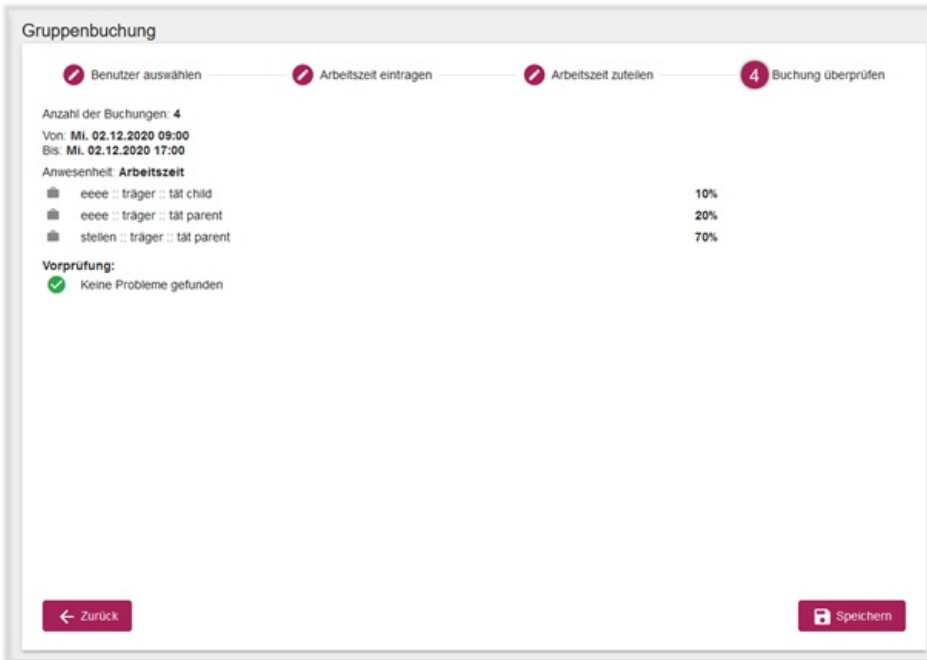 Gruppenbuchung
Benutzer auswählen Arbeitszeit eintragen Arbeitszeit zuteilen 4 Buchung überprüfen
Anzahl der Buchungen: 4
Von: Mi. 02.12.2020 09:00
Bis: Mi. 02.12.2020 17:00
Anwesenheit: Arbeitszeit
eeee :: träger :: tät child 10%
eeee :: träger :: tät parent 20%
stellen :: träger :: tät parent 70%
Vorprüfung:
Keine Probleme gefunden
Zurück Speichern